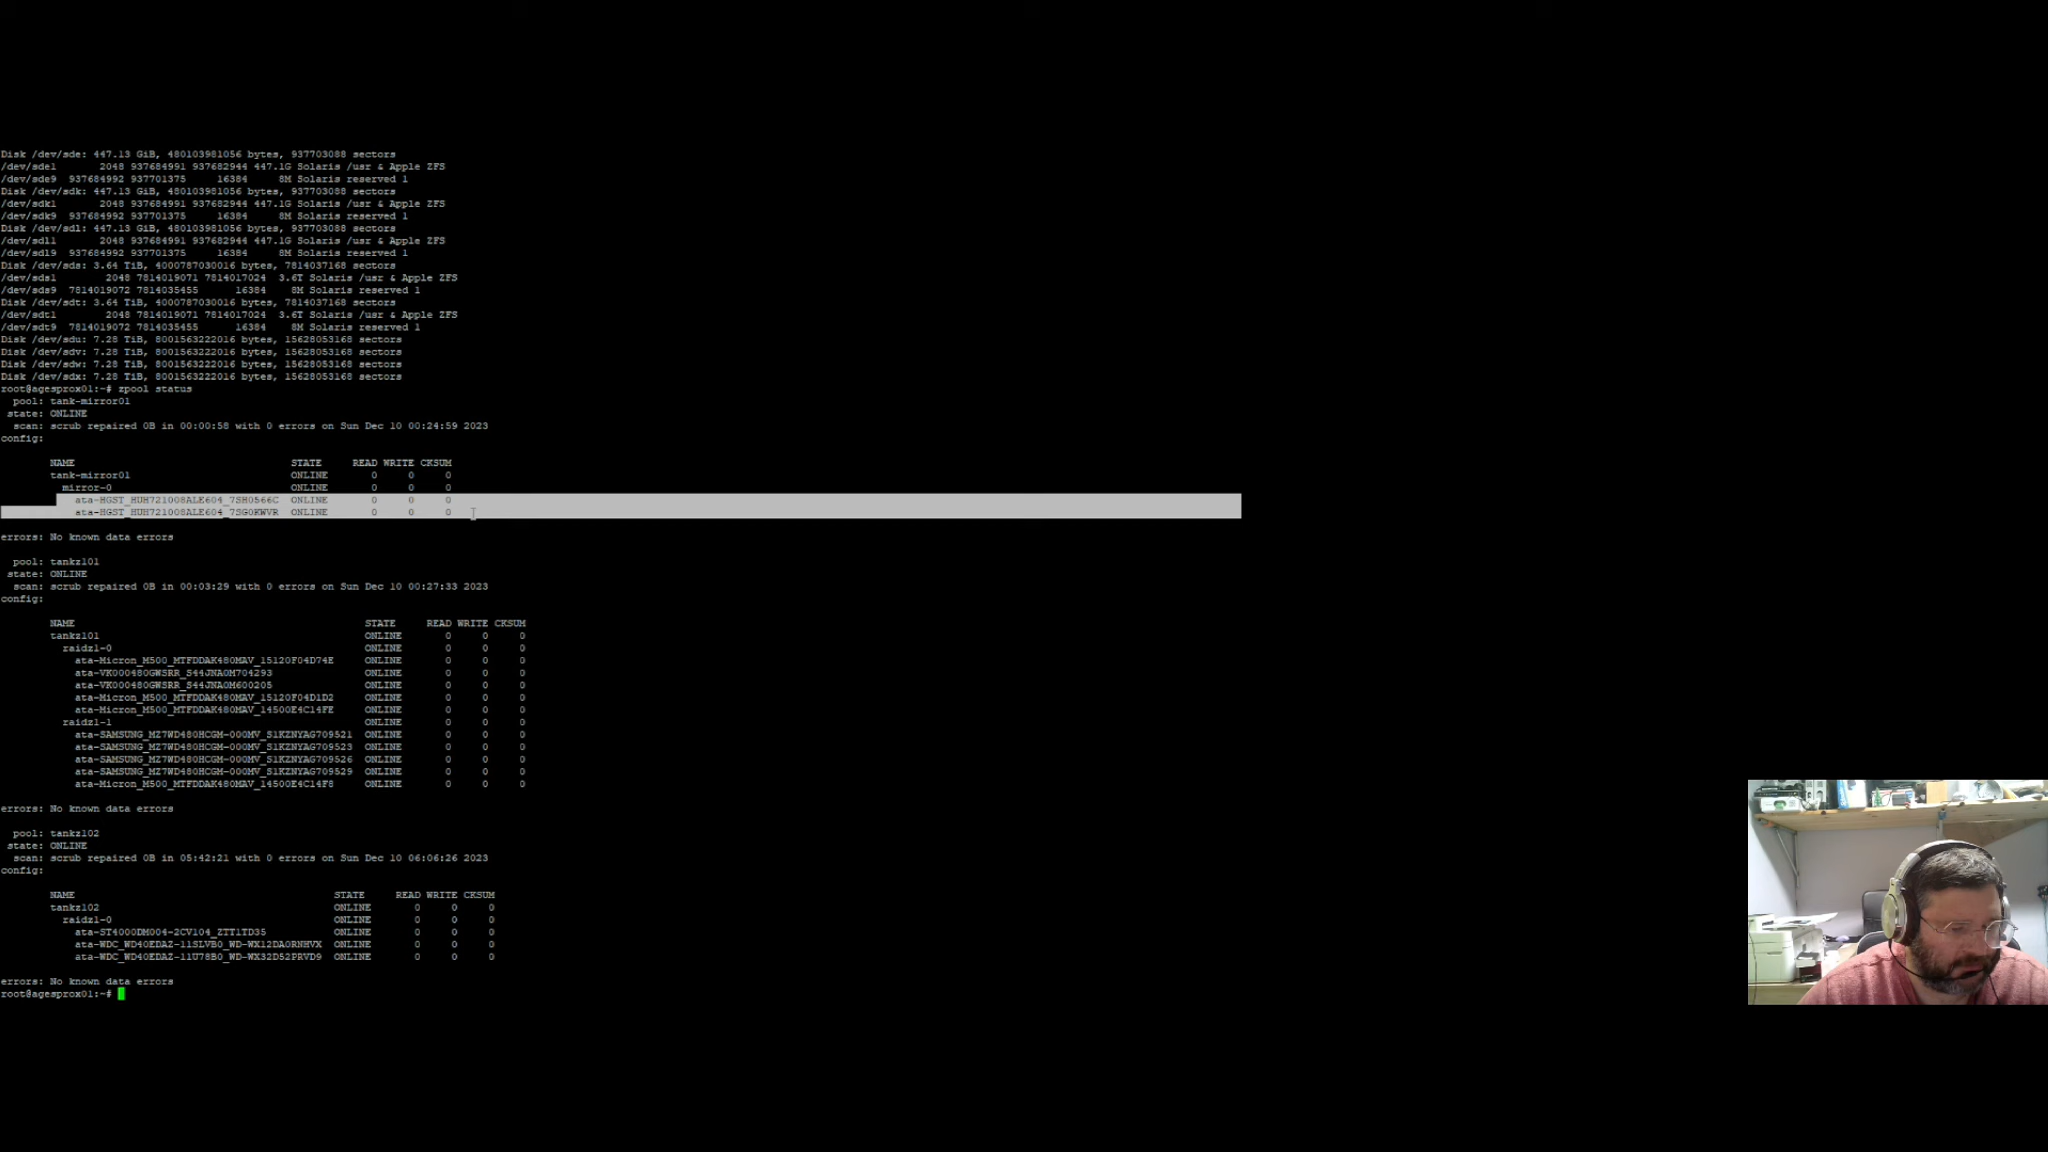 Disk /dev/sde: 447.13 GiB, 480103981056 bytes, 937703088 sectors
/dev/sde1 2048 937684991 937682944 447.1G Solaris /usr & Apple ZFS
/dev/sde9 937684992 937701375 16384 8M Solaris reserved 1
Disk /dev/sdk: 447.13 GiB, 480103981056 bytes, 937703088 sectors
/dev/sdk1 2048 937684991 937682944 447.1G Solaris /usr & Apple ZFS
/dev/sdk9 937684992 937701375 16384 8M Solaris reserved 1
Disk /dev/sdl: 447.13 GiB, 480103981056 bytes, 937703088 sectors
/dev/sdl1 2048 937684991 937682944 447.1G Solaris /usr & Apple ZFS
/dev/sdl9 937684992 937701375 16384 8M Solaris reserved 1
Disk /dev/sds: 3.64 TiB, 4000787030016 bytes, 7814037168 sectors
/dev/sds1 2048 7814019071 7814017024 3.6T Solaris /usr & Apple ZFS
/dev/sds9 7814019072 7814035455 16384 8M Solaris reserved 1
Disk /dev/sdt: 3.64 TiB, 4000787030016 bytes, 7814037168 sectors
/dev/sdt1 2048 7814019071 7814017024 3.6T Solaris /usr & Apple ZFS
/dev/sdt9 7814019072 7814035455 16384 8M Solaris reserved 1
Disk /dev/sdu: 7.28 TiB, 8001563222016 bytes, 15628053168 sectors
Disk /dev/sdv: 7.28 TiB, 8001563222016 bytes, 15628053168 sectors
Disk /dev/sdw: 7.28 TiB, 8001563222016 bytes, 15628053168 sectors
Disk /dev/sdx: 7.28 TiB, 8001563222016 bytes, 15628053168 sectors
root@agesprox01:~# zpool status
pool: tank-mirror01
state: ONLINE
scan: scrub repaired 0B in 00:00:58 with 0 errors on Sun Dec 10 00:24:59 2023
config:
NAME STATE READ WRITE CKSUM
tank-mirror01 ONLINE 0 0 0
mirror-0 ONLINE 0 0 0
ata-HGST_HUH721008ALE604_7SH0566C ONLINE 0 0 0
ata-HGST_HUH721008ALE604_7SG0KWVR ONLINE 0 0 0
errors: No known data errors
pool: tankz101
state: ONLINE
scan: scrub repaired 0B in 00:03:29 with 0 errors on Sun Dec 10 00:27:33 2023
config:
NAME STATE READ WRITE CKSUM
tankz101 ONLINE 0 0 0
raidz1-0 ONLINE 0 0 0
ata-Micron_M500_MTFDDAK480MAV_15120F04D74E ONLINE 0 0 0
ata-VK000480GWSRR_S44JNA0M704293 ONLINE 0 0 0
ata-VK000480GWSRR_S44JNA0M600205 ONLINE 0 0 0
ata-Micron_M500_MTFDDAK480MAV_15120F04D1D2 ONLINE 0 0 0
ata-Micron_M500_MTFDDAK480MAV_14500E4C14FE ONLINE 0 0 0
raidz1-1 ONLINE 0 0 0
ata-SAMSUNG_MZ7WD480HCGM-000MV_S1KZNYAG709521 ONLINE 0 0 0
ata-SAMSUNG_MZ7WD480HCGM-000MV_S1KZNYAG709523 ONLINE 0 0 0
ata-SAMSUNG_MZ7WD480HCGM-000MV_S1KZNYAG709526 ONLINE 0 0 0
ata-SAMSUNG_MZ7WD480HCGM-000MV_S1KZNYAG709529 ONLINE 0 0 0
ata-Micron_M500_MTFDDAK480MAV_14500E4C14F8 ONLINE 0 0 0
errors: No known data errors
pool: tankz102
state: ONLINE
scan: scrub repaired 0B in 05:42:21 with 0 errors on Sun Dec 10 06:06:26 2023
config:
NAME STATE READ WRITE CKSUM
tankz102 ONLINE 0 0 0
raidz1-0 ONLINE 0 0 0
ata-ST4000DM004-2CV104_ZTT1TD35 ONLINE 0 0 0
ata-WDC_WD40EDAZ-11SLVB0_WD-WX12DA0RNHVX ONLINE 0 0 0
ata-WDC_WD40EDAZ-11U78B0_WD-WX32D52PRVD9 ONLINE 0 0 0
errors: No known data errors
root@agesprox01:~#